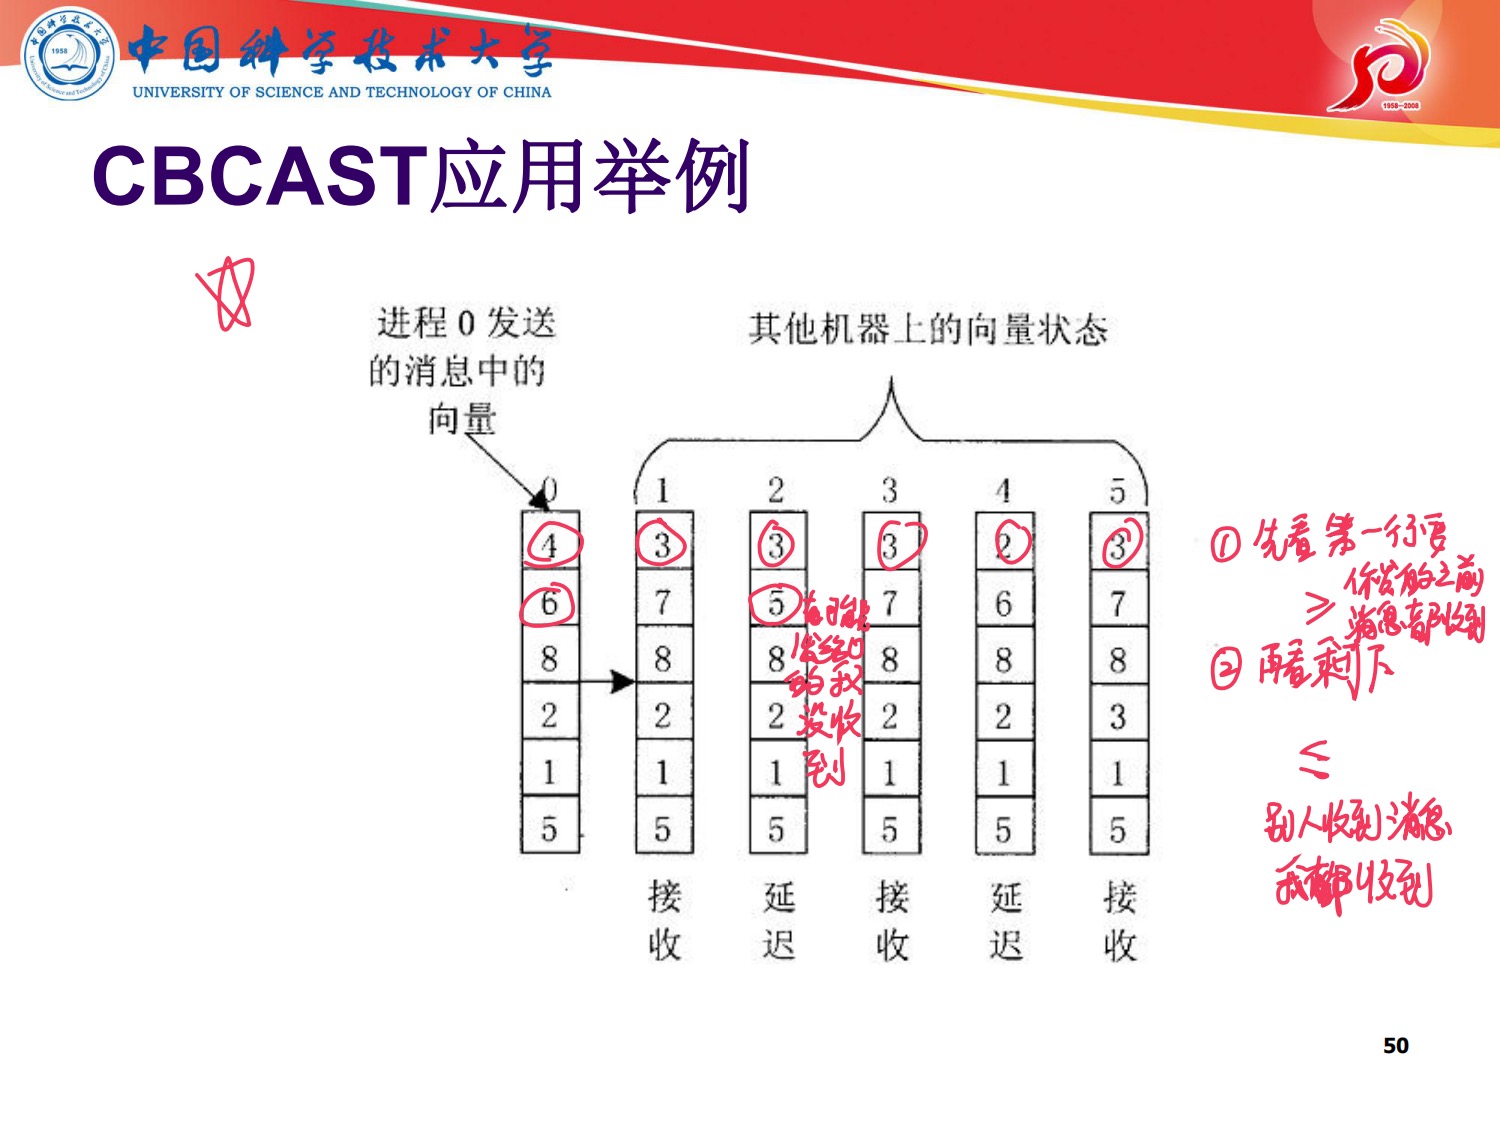 中国科学技术大学
UNIVERSITY OF SCIENCE AND TECHNOLOGY OF CHINA
1958
1958—2008
CBCAST应用举例
进程 0 发送
的消息中的
向量
其他机器上的向量状态
0 1 2 3 4 5
4 3 3 3 2 3
6 7 5 7 6 7
8 8 8 8 8 8
2 2 2 2 2 3
1 1 1 1 1 1
5 5 5 5 5 5
接收 延迟 接收 延迟 接收
有可能
发给0
的我
没收
到
① 先看第一行要
≥ 你发的之前
消息都收到
② 再看剩下
≤
别人收到消息
我都收到
50